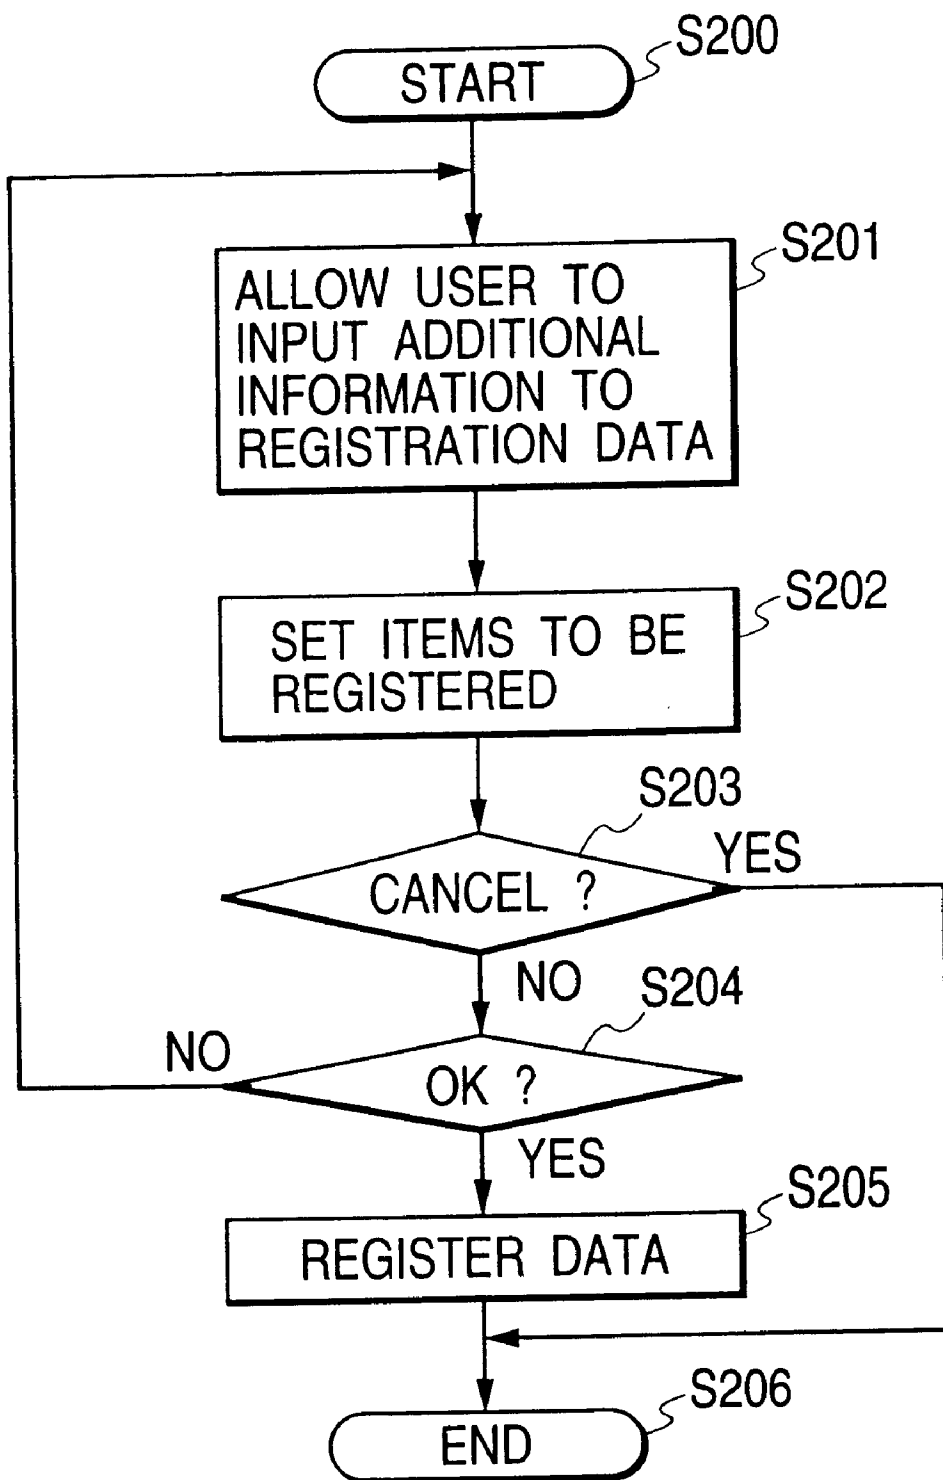 S200
START
S201
ALLOW USER TO
INPUT ADDITIONAL
INFORMATION TO
REGISTRATION DATA
S202
SET ITEMS TO BE
REGISTERED
S203
YES
CANCEL ?
NO
S204
NO
OK ?
YES
S205
REGISTER DATA
S206
END